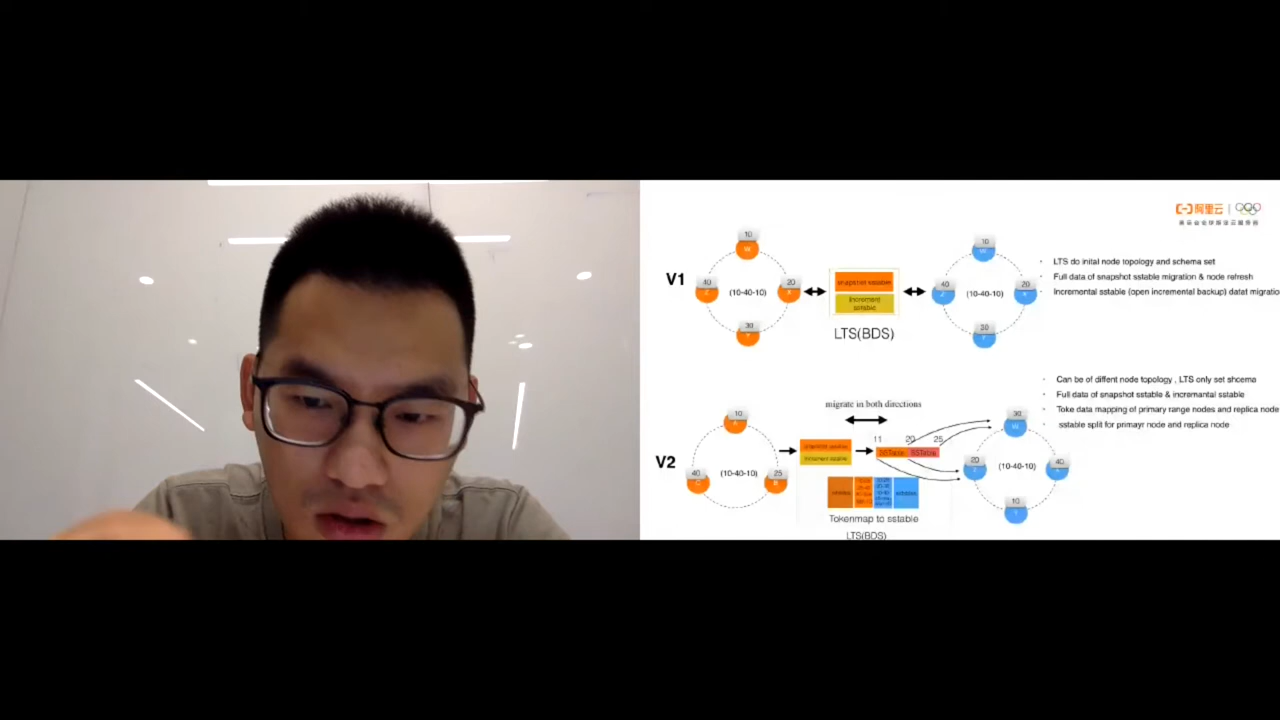 阿里云
V1
10
W
40
Z
(10-40-10)
20
X
30
Y
snapshot sstable
increment
sstable
LTS(BDS)
10
W
40
Z
(10-40-10)
20
30
Y
LTS do inital node topology and schema set
Full data of snapshot sstable migration & node refresh
Incremental sstable (open incremental backup) datat migratio
V2
10
A
40
C
(10-40-10)
25
B
migrate in both directions
increment sstable
11
20
25
SSTable
SSTable
Tokenmap to sstable
LTS(BDS)
30
W
20
(10-40-10)
40
10
Y
Can be of diffent node topology , LTS only set shcema
Full data of snapshot sstable & incremantal sstable
Toke data mapping of primary range nodes and replica node
sstable split for primayr node and replica node